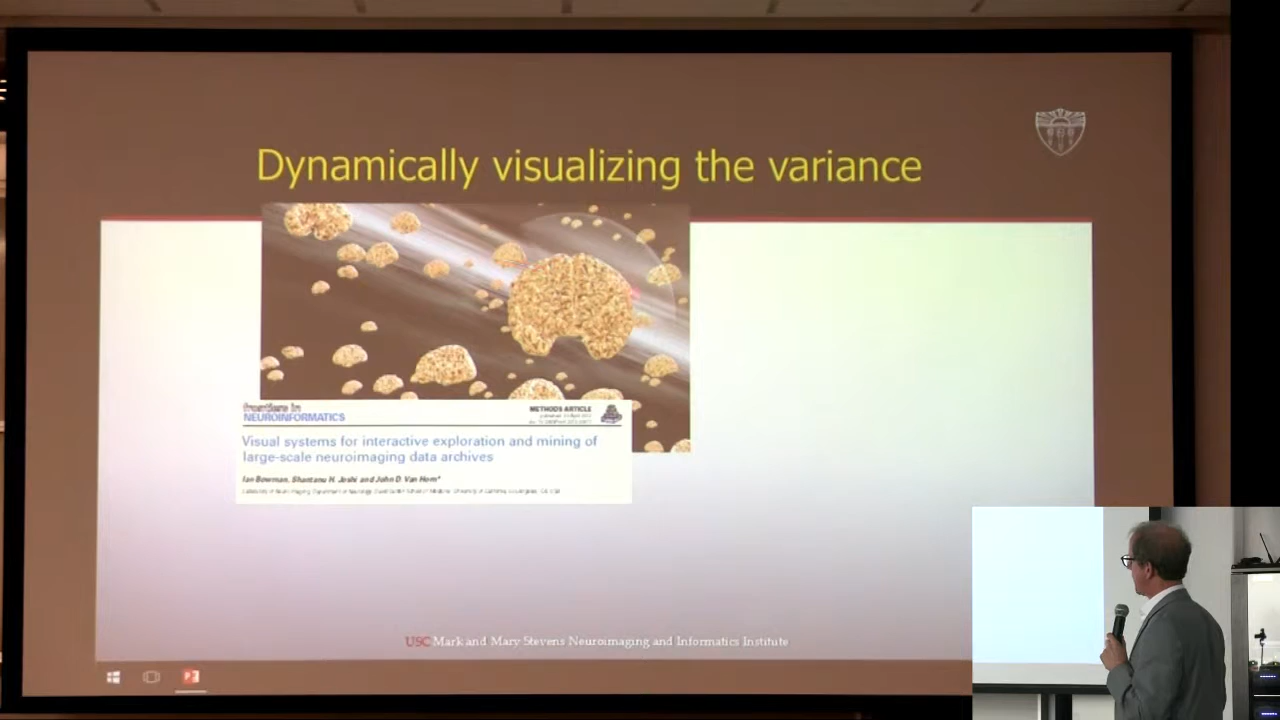 Dynamically visualizing the variance
frontiers in
NEUROINFORMATICS
METHODS ARTICLE
Visual systems for interactive exploration and mining of
large-scale neuroimaging data archives
Ian Bowman, Shantanu H. Joshi and John D. Van Horn*
USC Mark and Mary Stevens Neuroimaging and Informatics Institute